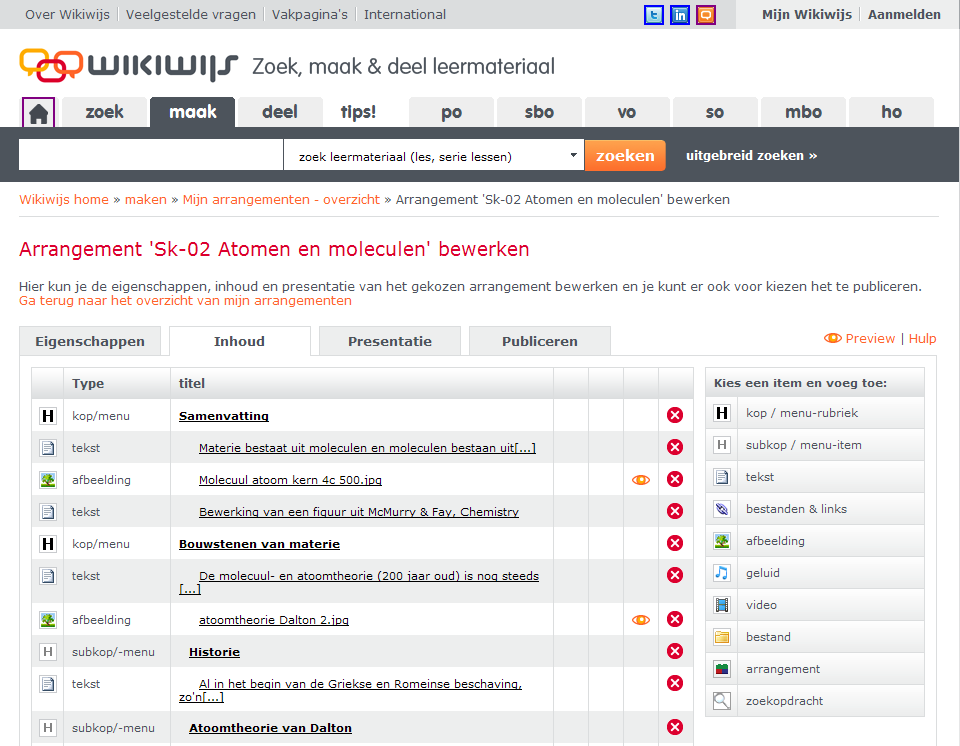 Over Wikiwijs Veelgestelde vragen Vakpagina's International Mijn Wikiwijs Aanmelden
wikiwijs Zoek, maak & deel leermateriaal
zoek maak deel tips! po sbo vo so mbo ho
zoek leermateriaal (les, serie lessen) zoeken uitgebreid zoeken »
Wikiwijs home » maken » Mijn arrangementen - overzicht » Arrangement 'Sk-02 Atomen en moleculen' bewerken
Arrangement 'Sk-02 Atomen en moleculen' bewerken
Hier kun je de eigenschappen, inhoud en presentatie van het gekozen arrangement bewerken en je kunt er ook voor kiezen het te publiceren.
Ga terug naar het overzicht van mijn arrangementen
Eigenschappen Inhoud Presentatie Publiceren Preview | Hulp
Type titel
H kop/menu Samenvatting
tekst Materie bestaat uit moleculen en moleculen bestaan uit[...]
afbeelding Molecuul atoom kern 4c 500.jpg
tekst Bewerking van een figuur uit McMurry & Fay, Chemistry
H kop/menu Bouwstenen van materie
tekst De molecuul- en atoomtheorie (200 jaar oud) is nog steeds
[...]
afbeelding atoomtheorie Dalton 2.jpg
H subkop/-menu Historie
tekst Al in het begin van de Griekse en Romeinse beschaving,
zo'n[...]
H subkop/-menu Atoomtheorie van Dalton
Kies een item en voeg toe:
H kop / menu-rubriek
H subkop / menu-item
tekst
bestanden & links
afbeelding
geluid
video
bestand
arrangement
zoekopdracht